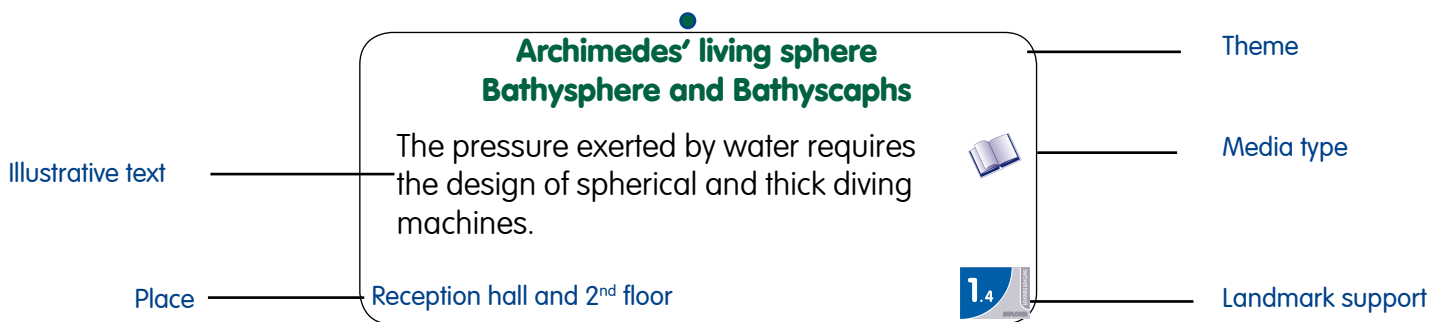 Archimedes’ living sphere
Bathysphere and Bathyscaphs
Theme
The pressure exerted by water requires
the design of spherical and thick diving
machines.
Media type
Illustrative text
Place
Reception hall and 2nd floor
1.4
Landmark support